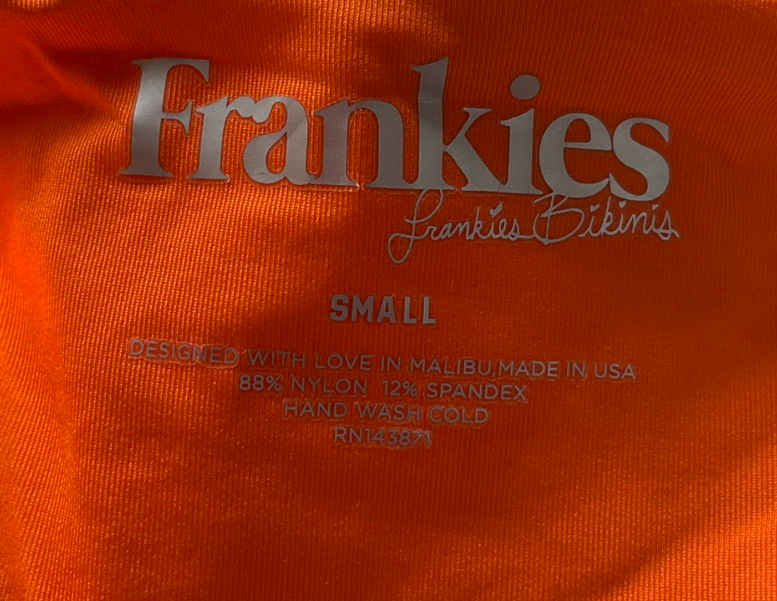 Frankies
frankies Bikinis
SMALL
DESIGNED WITH LOVE IN MALIBU, MADE IN USA
88% NYLON 12% SPANDEX
HAND WASH COLD
RN143871